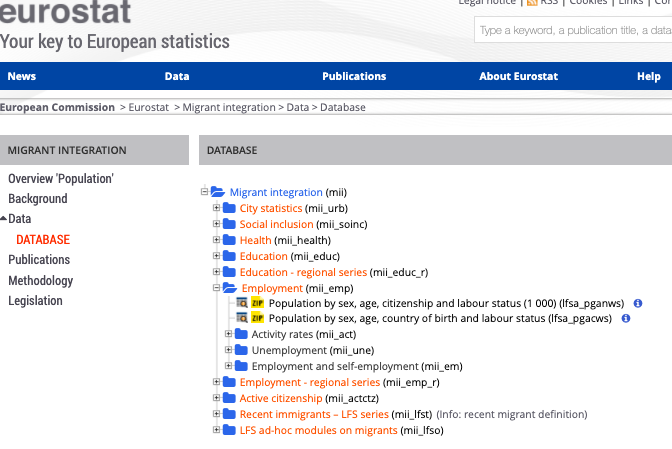 Legal notice | RSS | Cookies | Links |
eurostat
Your key to European statistics
Type a keyword, a publication title, a
News Data Publications About Eurostat Help
European Commission > Eurostat > Migrant integration > Data > Database
MIGRANT INTEGRATION
Overview 'Population'
Background
Data
DATABASE
Publications
Methodology
Legislation
DATABASE
Migrant integration (mii)
City statistics (mii_urb)
Social inclusion (mii_soinc)
Health (mii_health)
Education (mii_educ)
Education - regional series (mii_educ_r)
Employment (mii_emp)
ZIP Population by sex, age, citizenship and labour status (1 000) (lfsa_pganws) i
ZIP Population by sex, age, country of birth and labour status (lfsa_pgacws) i
Activity rates (mii_act)
Unemployment (mii_une)
Employment and self-employment (mii_em)
Employment - regional series (mii_emp_r)
Active citizenship (mii_actctz)
Recent immigrants – LFS series (mii_lfst) (Info: recent migrant definition)
LFS ad-hoc modules on migrants (mii_lfso)